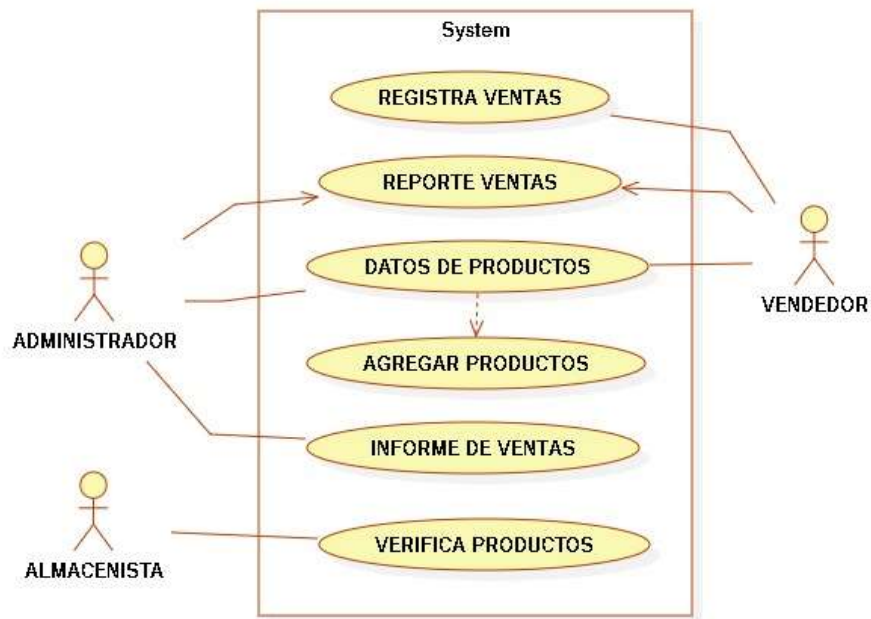 System
REGISTRA VENTAS
REPORTE VENTAS
DATOS DE PRODUCTOS
VENDEDOR
ADMINISTRADOR
AGREGAR PRODUCTOS
INFORME DE VENTAS
VERIFICA PRODUCTOS
ALMACENISTA